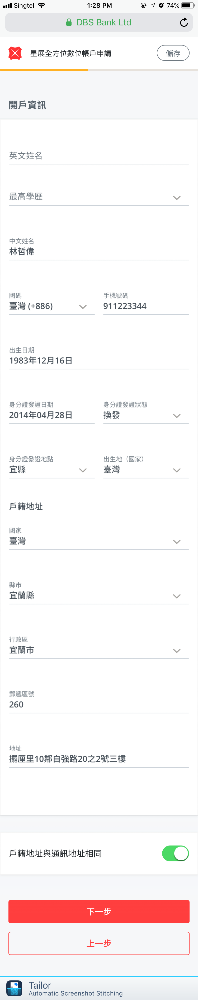 Singtel 1:28 PM 74%
DBS Bank Ltd
星展全方位數位帳戶申請 儲存
開戶資訊
英文姓名
最高學歷
中文姓名
林哲偉
國碼 手機號碼
臺灣 (+886) 911223344
出生日期
1983年12月16日
身分證發證日期 身分證發證狀態
2014年04月28日 換發
身分證發證地點 出生地（國家）
宜縣 臺灣
戶籍地址
國家
臺灣
縣市
宜蘭縣
行政區
宜蘭市
郵遞區號
260
地址
擺厘里10鄰自強路20之2號三樓
戶籍地址與通訊地址相同
下一步
上一步
Tailor
Automatic Screenshot Stitching